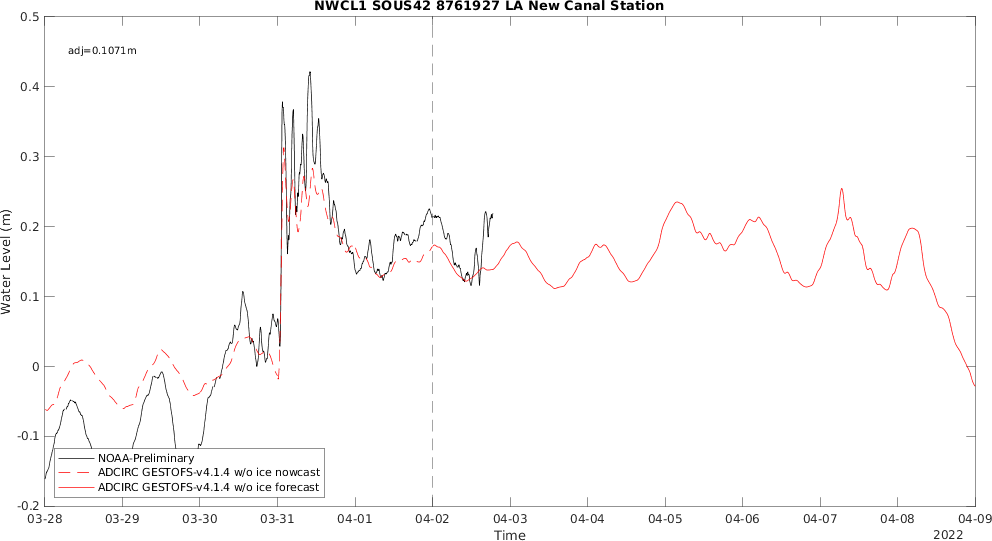 NWCL1 SOUS42 8761927 LA New Canal Station
adj=0.1071m
Water Level (m)
0.5
0.4
0.3
0.2
0.1
0
-0.1
-0.2
NOAA-Preliminary
ADCIRC GESTOFS-v4.1.4 w/o ice nowcast
ADCIRC GESTOFS-v4.1.4 w/o ice forecast
03-28 03-29 03-30 03-31 04-01 04-02 04-03 04-04 04-05 04-06 04-07 04-08 04-09
Time
2022